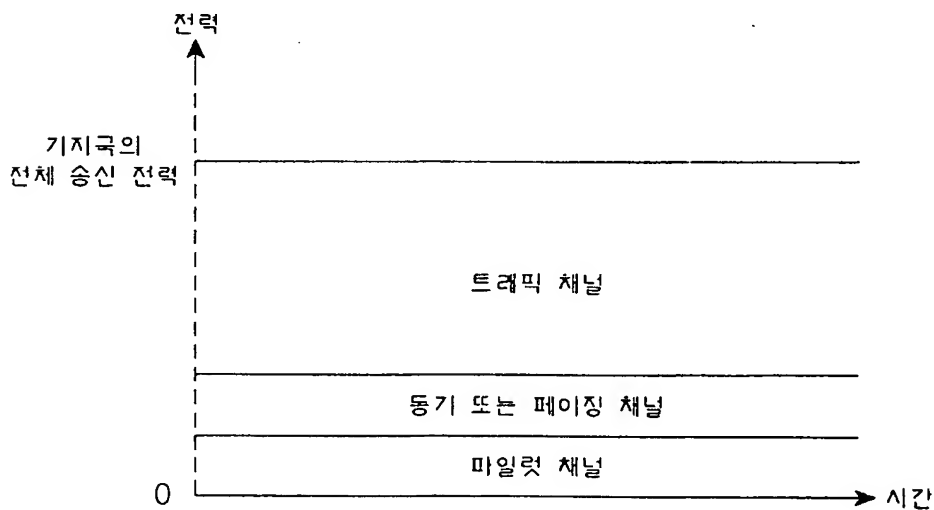 전력
기지국의
전체 송신 전력
트래픽 채널
동기 또는 페이징 채널
파일럿 채널
0
시간